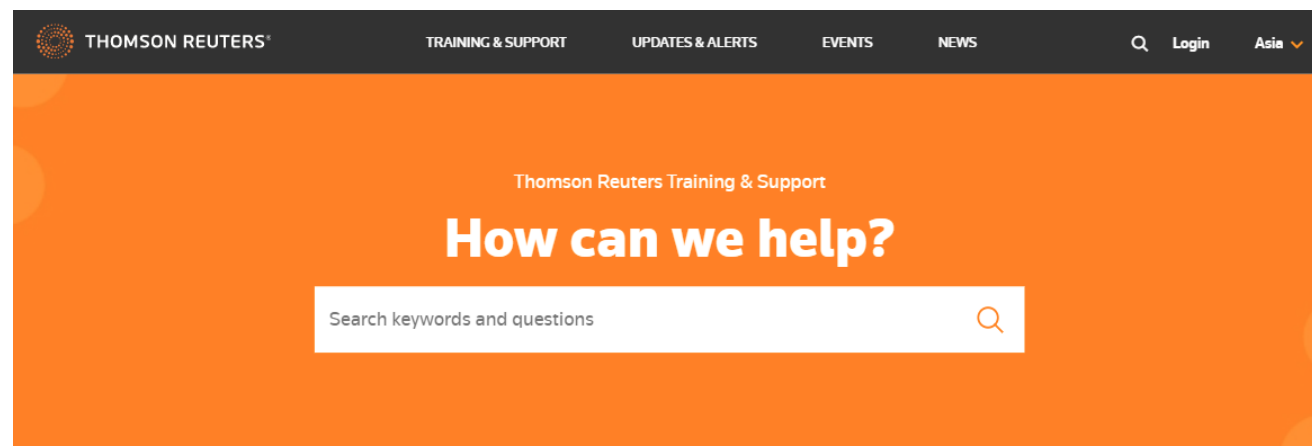 THOMSON REUTERS®
TRAINING & SUPPORT
UPDATES & ALERTS
EVENTS
NEWS
Login
Asia
Thomson Reuters Training & Support
How can we help?
Search keywords and questions